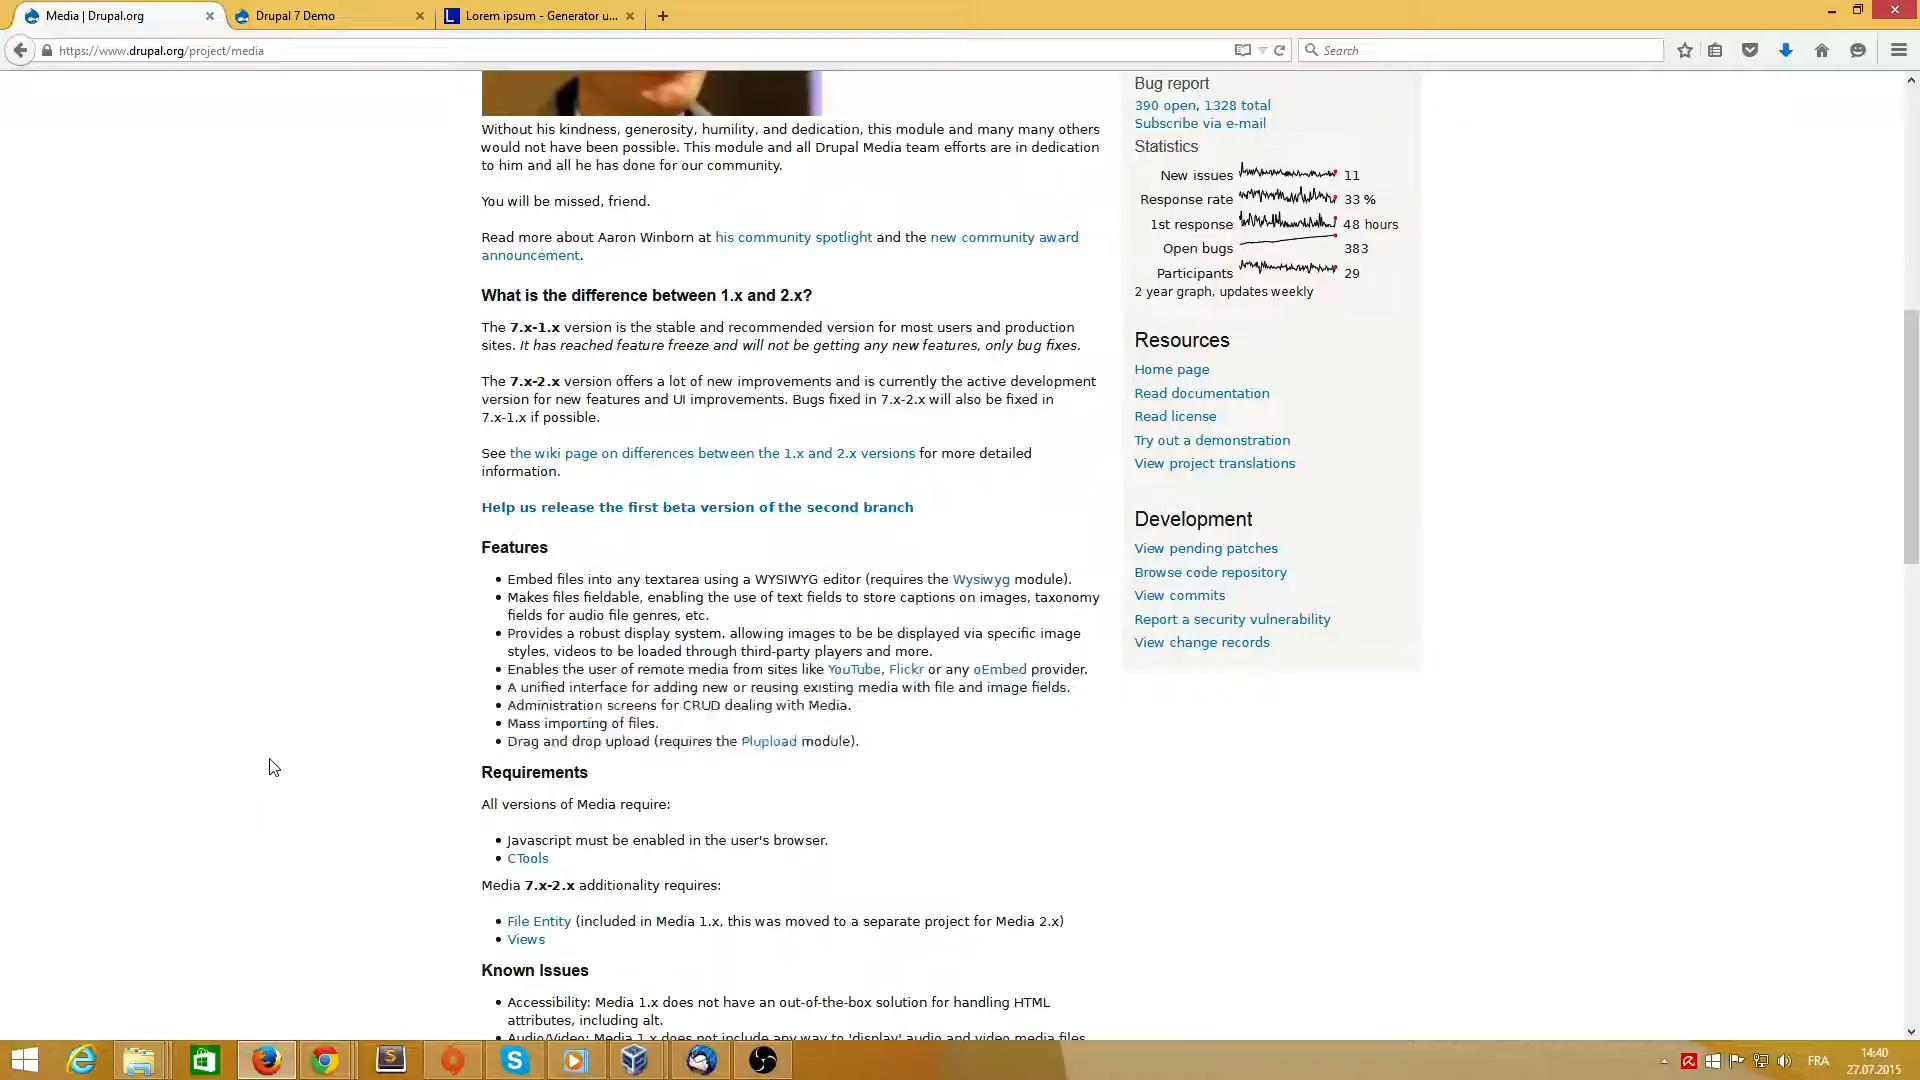 Media | Drupal.org
Drupal 7 Demo
Lorem ipsum - Generator u...
https://www.drupal.org/project/media
Search
Without his kindness, generosity, humility, and dedication, this module and many many others
would not have been possible. This module and all Drupal Media team efforts are in dedication
to him and all he has done for our community.
You will be missed, friend.
Read more about Aaron Winborn at his community spotlight and the new community award
announcement.
What is the difference between 1.x and 2.x?
The 7.x-1.x version is the stable and recommended version for most users and production
sites. It has reached feature freeze and will not be getting any new features, only bug fixes.
The 7.x-2.x version offers a lot of new improvements and is currently the active development
version for new features and UI improvements. Bugs fixed in 7.x-2.x will also be fixed in
7.x-1.x if possible.
See the wiki page on differences between the 1.x and 2.x versions for more detailed
information.
Help us release the first beta version of the second branch
Features
• Embed files into any textarea using a WYSIWYG editor (requires the Wysiwyg module).
• Makes files fieldable, enabling the use of text fields to store captions on images, taxonomy
fields for audio file genres, etc.
• Provides a robust display system, allowing images to be be displayed via specific image
styles, videos to be loaded through third-party players and more.
• Enables the user of remote media from sites like YouTube, Flickr or any oEmbed provider.
• A unified interface for adding new or reusing existing media with file and image fields.
• Administration screens for CRUD dealing with Media.
• Mass importing of files.
• Drag and drop upload (requires the Plupload module).
Requirements
All versions of Media require:
• Javascript must be enabled in the user's browser.
• CTools
Media 7.x-2.x additionality requires:
• File Entity (included in Media 1.x, this was moved to a separate project for Media 2.x)
• Views
Known Issues
• Accessibility: Media 1.x does not have an out-of-the-box solution for handling HTML
attributes, including alt.
• Audio/Video: Media 1.x does not include any way to 'display' audio and video media files
Bug report
390 open, 1328 total
Subscribe via e-mail
Statistics
New issues 11
Response rate 33 %
1st response 48 hours
Open bugs 383
Participants 29
2 year graph, updates weekly
Resources
Home page
Read documentation
Read license
Try out a demonstration
View project translations
Development
View pending patches
Browse code repository
View commits
Report a security vulnerability
View change records
FRA
14:40
27.07.2015